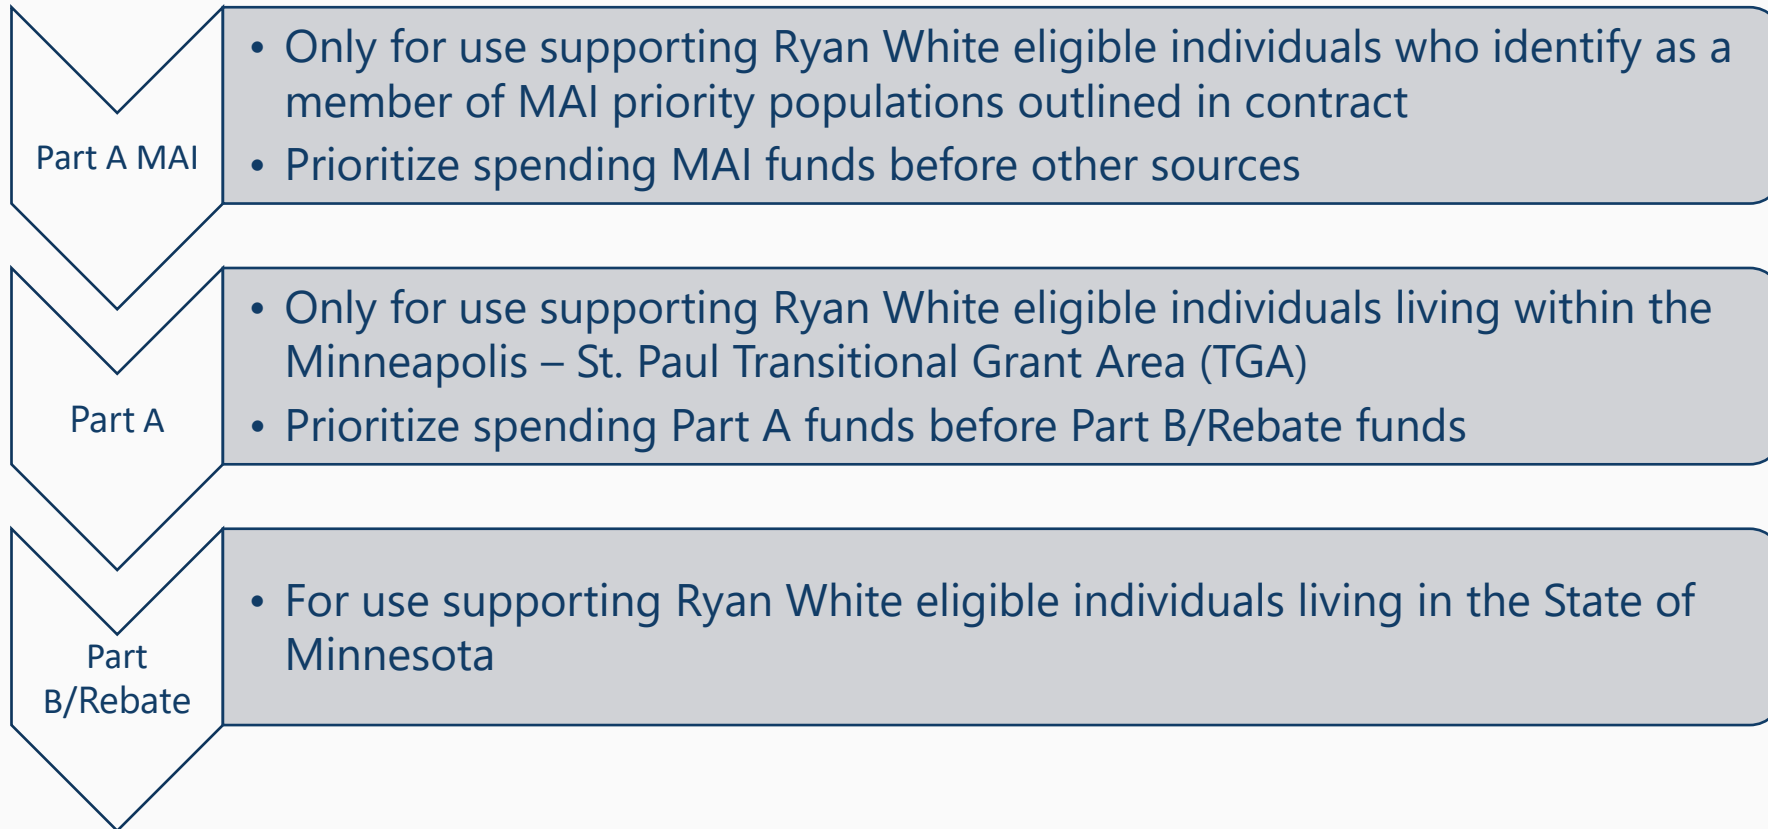 Part A MAI
• Only for use supporting Ryan White eligible individuals who identify as a
member of MAI priority populations outlined in contract
• Prioritize spending MAI funds before other sources
Part A
• Only for use supporting Ryan White eligible individuals living within the
Minneapolis – St. Paul Transitional Grant Area (TGA)
• Prioritize spending Part A funds before Part B/Rebate funds
Part
B/Rebate
• For use supporting Ryan White eligible individuals living in the State of
Minnesota